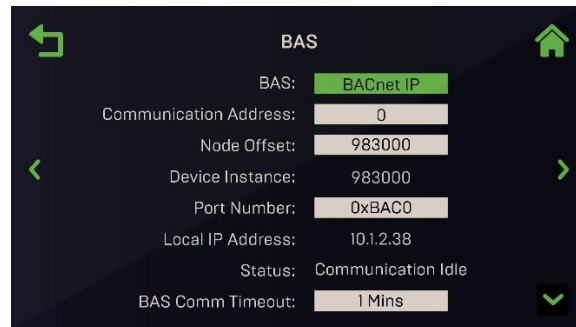 BAS
BAS: BACnet IP
Communication Address: 0
Node Offset: 983000
Device Instance: 983000
Port Number: 0xBAC0
Local IP Address: 10.1.2.38
Status: Communication Idle
BAS Comm Timeout: 1 Mins